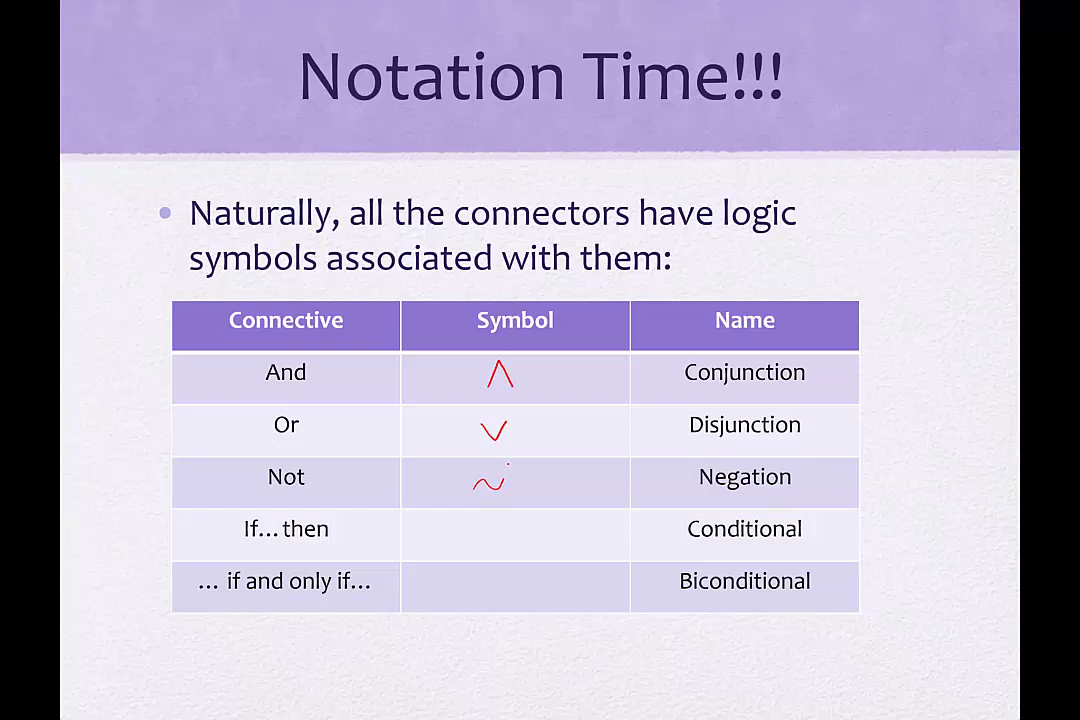 Notation Time!!!
• Naturally, all the connectors have logic
symbols associated with them:
Connective Symbol Name
And ∧ Conjunction
Or ∨ Disjunction
Not ~ Negation
If…then Conditional
… if and only if… Biconditional